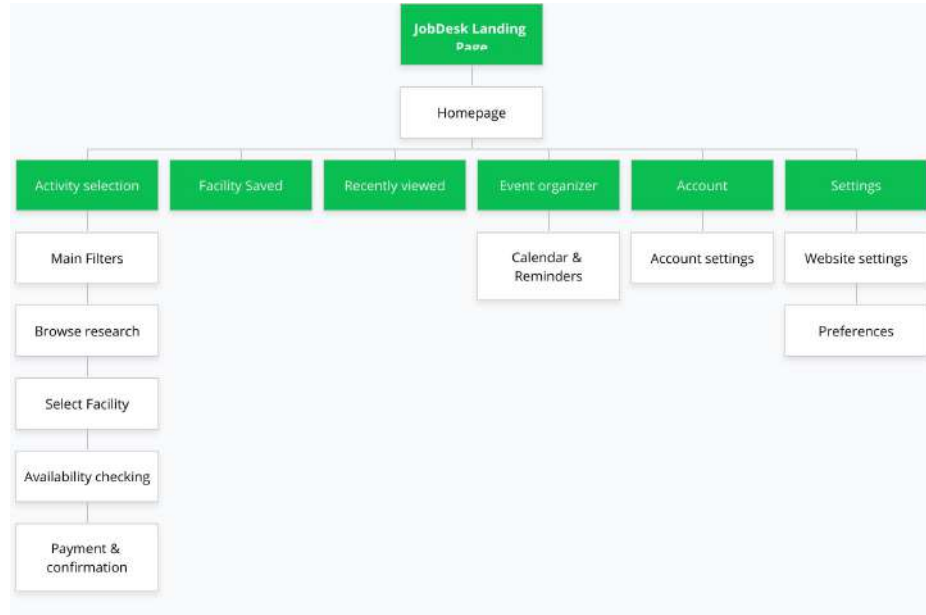 JobDesk Landing
Page
Homepage
Activity selection
Facility Saved
Recently viewed
Event organizer
Account
Settings
Main Filters
Calendar &
Reminders
Account settings
Website settings
Browse research
Preferences
Select Facility
Availability checking
Payment &
confirmation